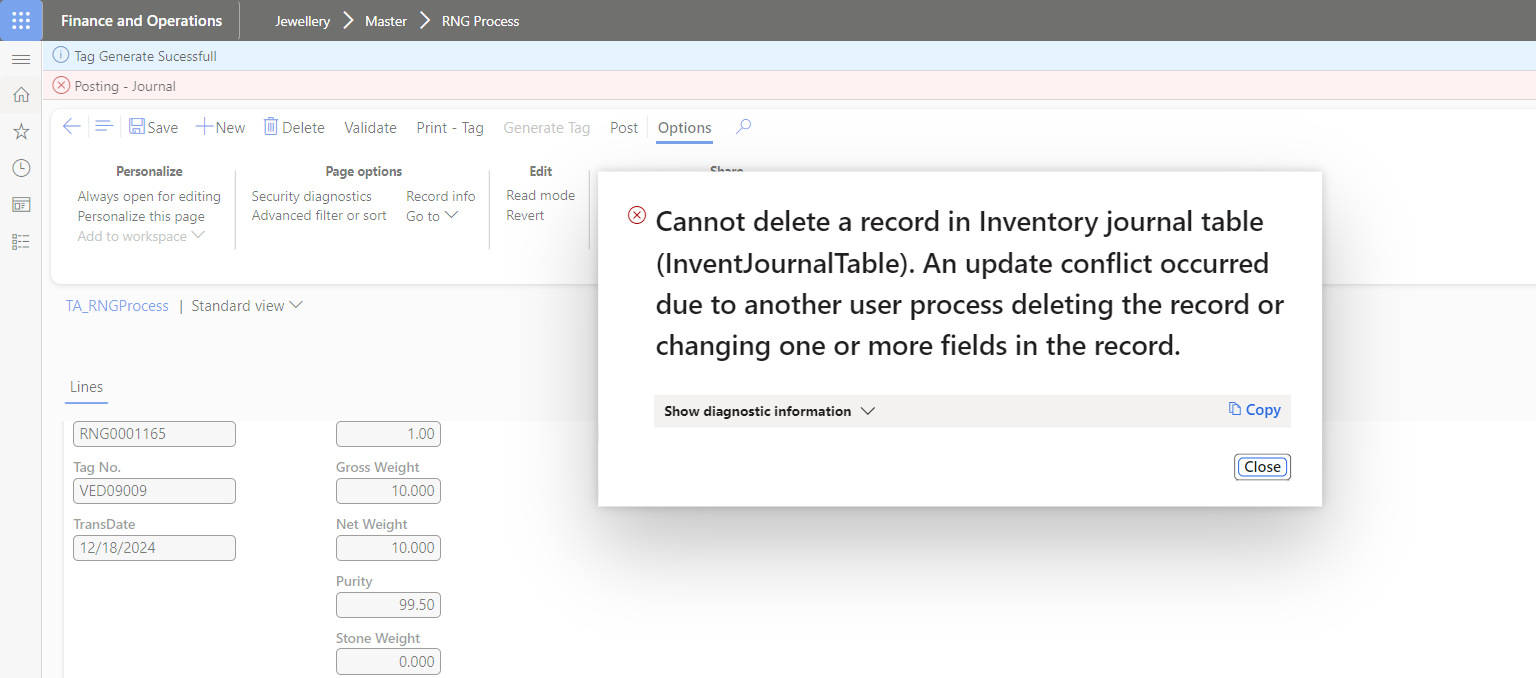 Finance and Operations
Jewellery
Master
RNG Process
Tag Generate Sucessfull
Posting - Journal
Save
New
Delete
Validate
Print - Tag
Generate Tag
Post
Options
Personalize
Always open for editing
Personalize this page
Add to workspace
Page options
Security diagnostics
Advanced filter or sort
Record info
Go to
Edit
Read mode
Revert
Share
Cannot delete a record in Inventory journal table
(InventJournalTable). An update conflict occurred
due to another user process deleting the record or
changing one or more fields in the record.
Show diagnostic information
Copy
Close
TA_RNGProcess | Standard view
Lines
RNG0001165
Tag No.
VED09009
TransDate
12/18/2024
1.00
Gross Weight
10.000
Net Weight
10.000
Purity
99.50
Stone Weight
0.000